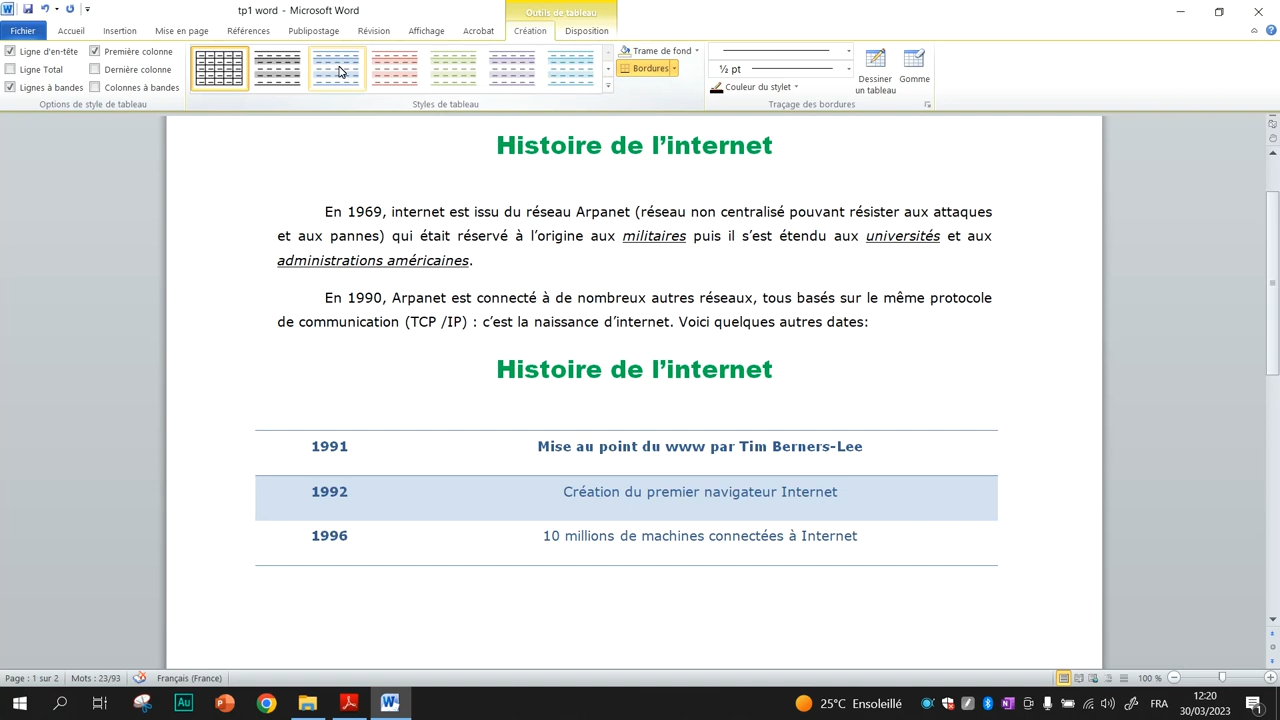 tp1 word - Microsoft Word
Outils de tableau
Fichier Accueil Insertion Mise en page Références Publipostage Révision Affichage Acrobat Création Disposition
Ligne d'en-tête Première colonne
Ligne Total Dernière colonne
Lignes à bandes Colonnes à bandes
Options de style de tableau
Styles de tableau
Trame de fond
Bordures
½ pt
Couleur du stylet
Dessiner un tableau
Gomme
Traçage des bordures
Histoire de l’internet
En 1969, internet est issu du réseau Arpanet (réseau non centralisé pouvant résister aux attaques
et aux pannes) qui était réservé à l’origine aux militaires puis il s’est étendu aux universités et aux
administrations américaines.
En 1990, Arpanet est connecté à de nombreux autres réseaux, tous basés sur le même protocole
de communication (TCP /IP) : c’est la naissance d’internet. Voici quelques autres dates:
Histoire de l’internet
1991 Mise au point du www par Tim Berners-Lee
1992 Création du premier navigateur Internet
1996 10 millions de machines connectées à Internet
Page : 1 sur 2 Mots : 23/93 Français (France) 100 %
Au 25°C Ensoleillé FRA 12:20
30/03/2023